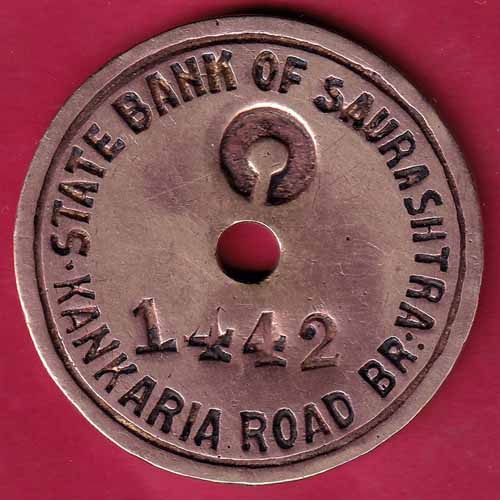 STATE BANK OF SAURASHTRA
1442
KANKARIA ROAD BR.